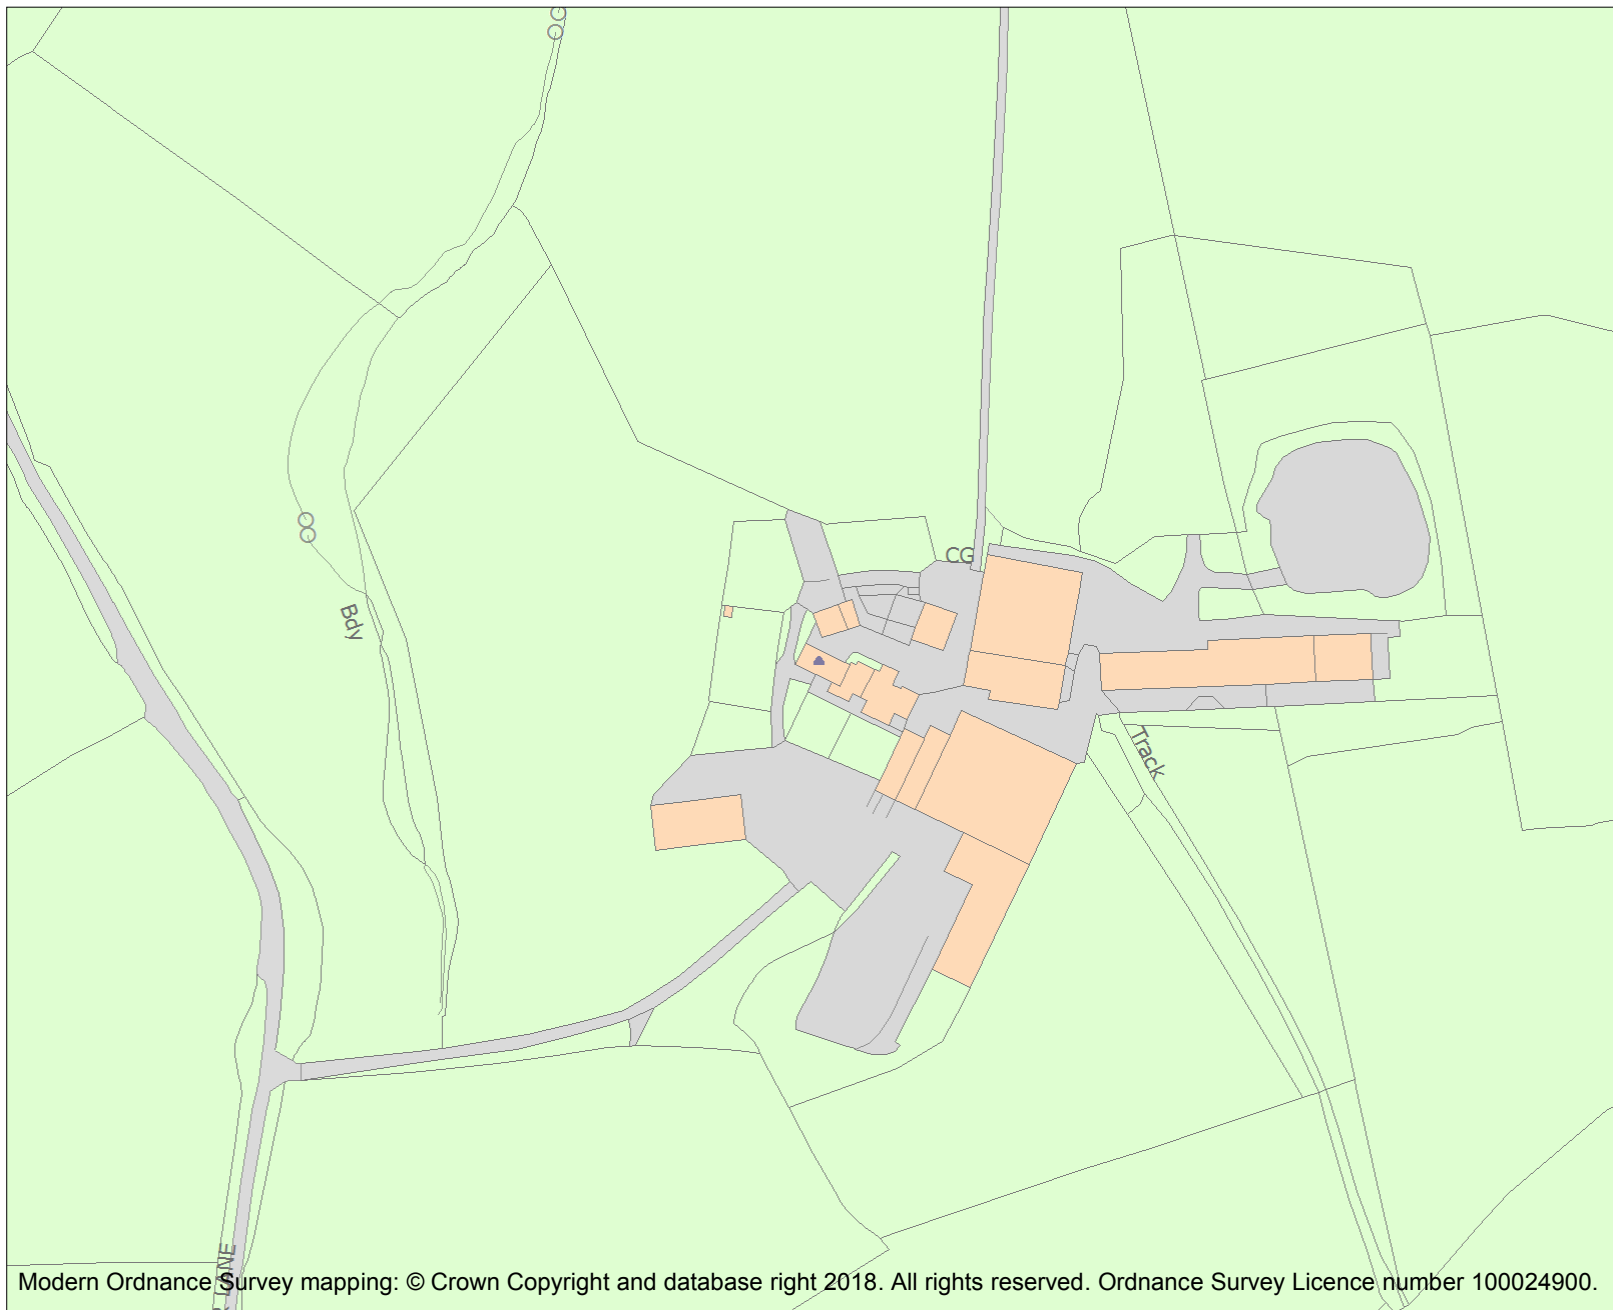 CG
Bdy
Track
LANE
Modern Ordnance Survey mapping: © Crown Copyright and database right 2018. All rights reserved. Ordnance Survey Licence number 100024900.